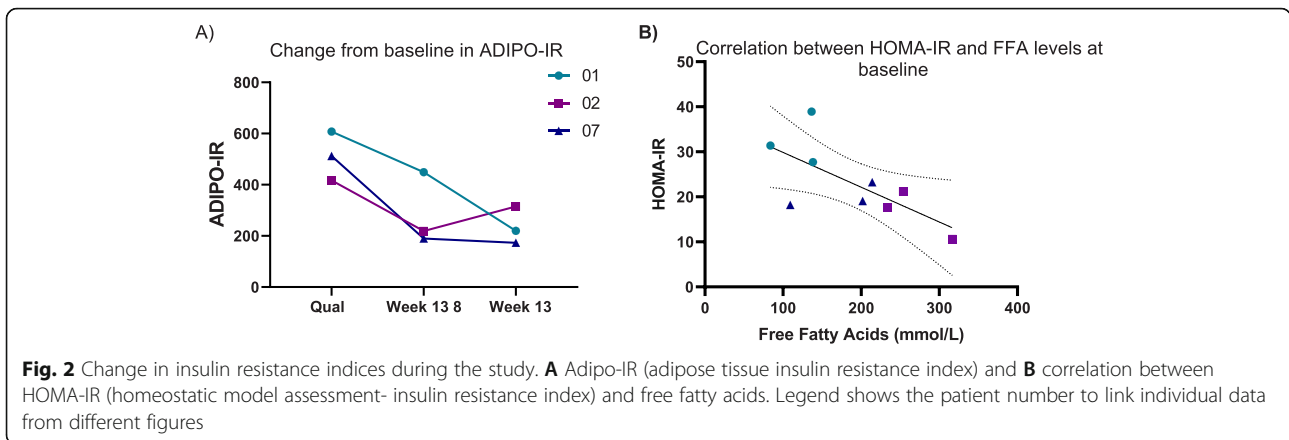 A)
Change from baseline in ADIPO-IR
800
600
400
200
0
ADIPO-IR
Qual
Week 13 8
Week 13
01
02
07
B)
Correlation between HOMA-IR and FFA levels at
baseline
50
40
30
20
10
0
HOMA-IR
0
100
200
300
400
Free Fatty Acids (mmol/L)
Fig. 2 Change in insulin resistance indices during the study. A Adipo-IR (adipose tissue insulin resistance index) and B correlation between
HOMA-IR (homeostatic model assessment- insulin resistance index) and free fatty acids. Legend shows the patient number to link individual data
from different figures